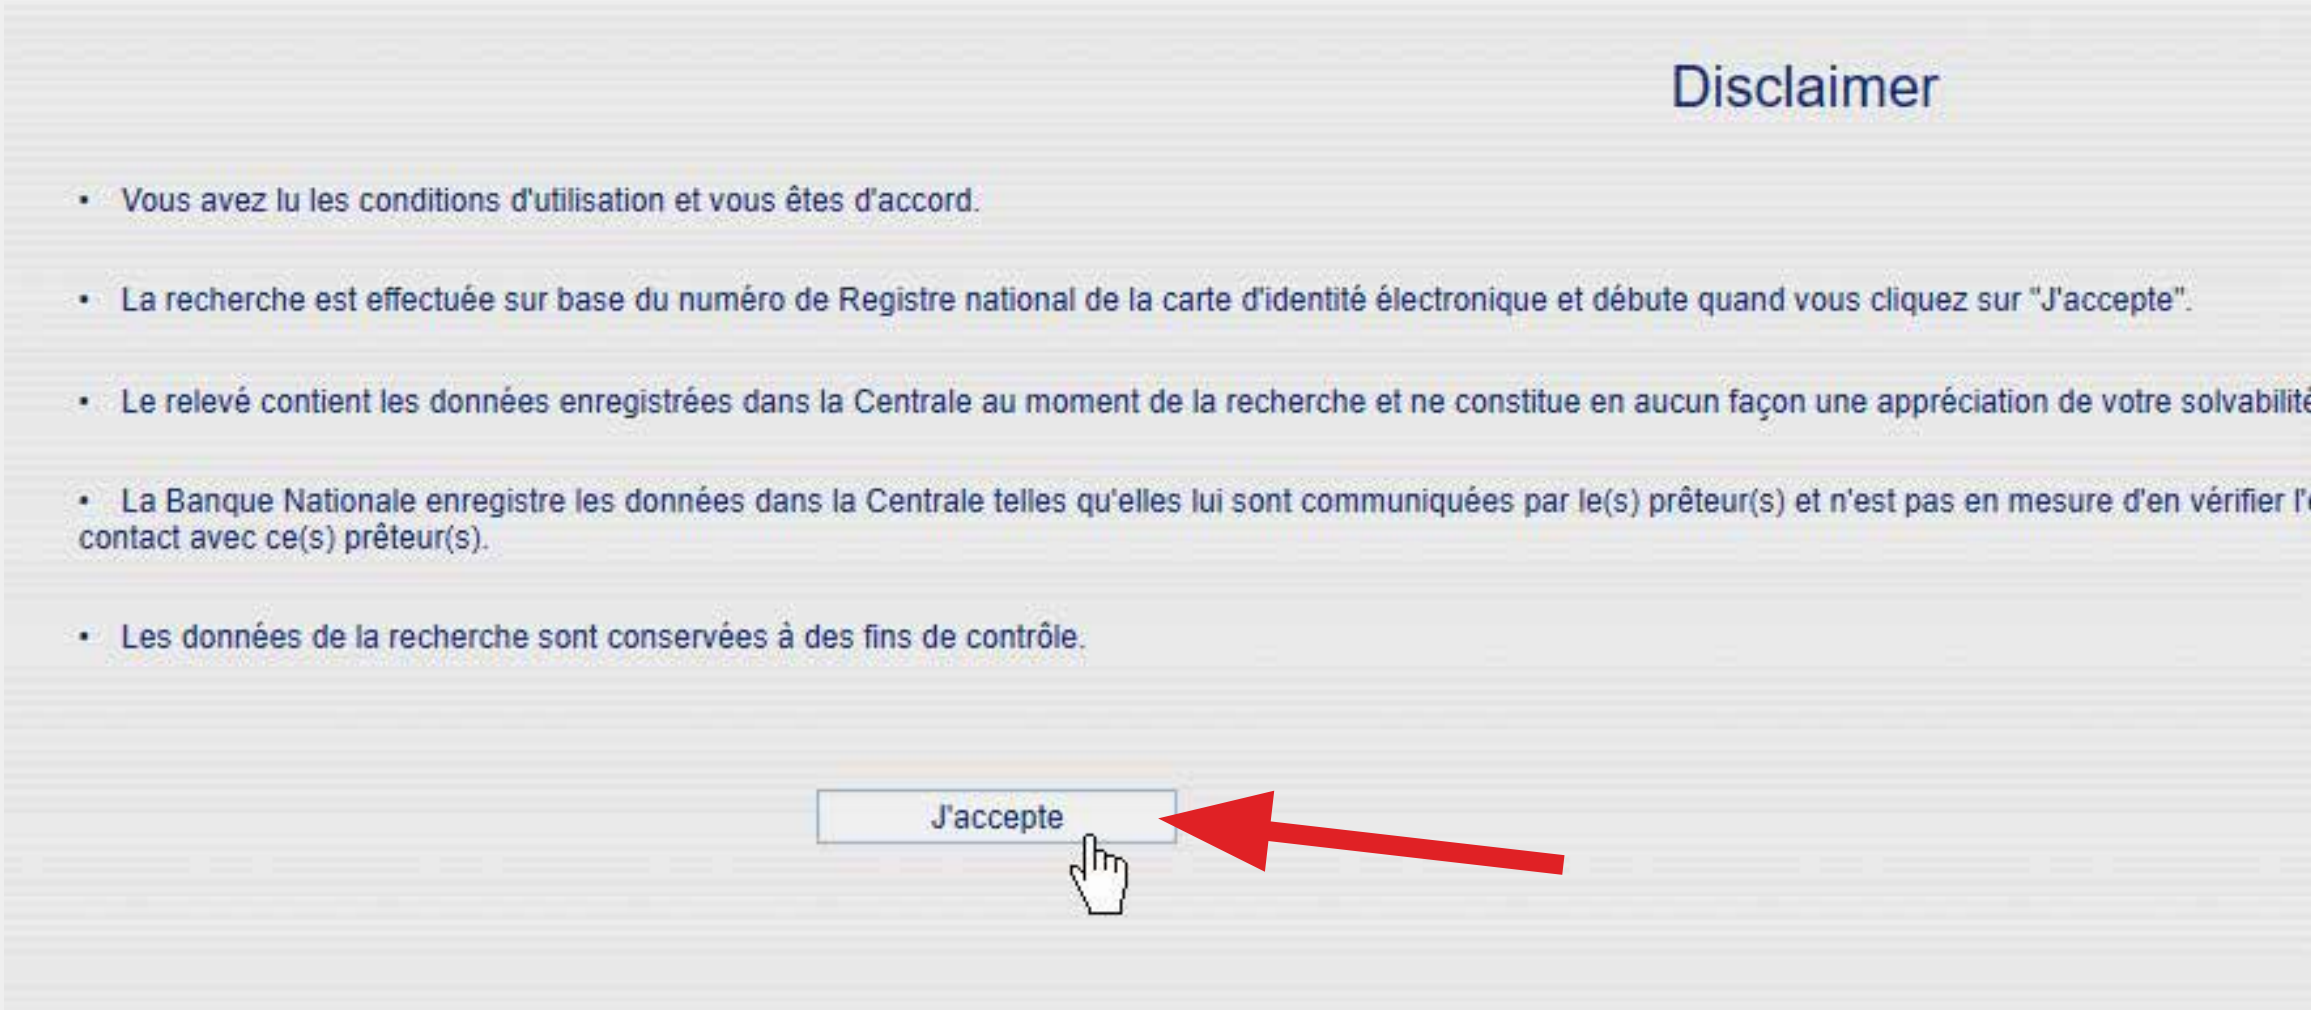 Disclaimer
• Vous avez lu les conditions d'utilisation et vous êtes d'accord.
• La recherche est effectuée sur base du numéro de Registre national de la carte d'identité électronique et débute quand vous cliquez sur "J'accepte".
• Le relevé contient les données enregistrées dans la Centrale au moment de la recherche et ne constitue en aucun façon une appréciation de votre solvabilité
• La Banque Nationale enregistre les données dans la Centrale telles qu'elles lui sont communiquées par le(s) prêteur(s) et n'est pas en mesure d'en vérifier
contact avec ce(s) prêteur(s).
• Les données de la recherche sont conservées à des fins de contrôle.
J'accepte